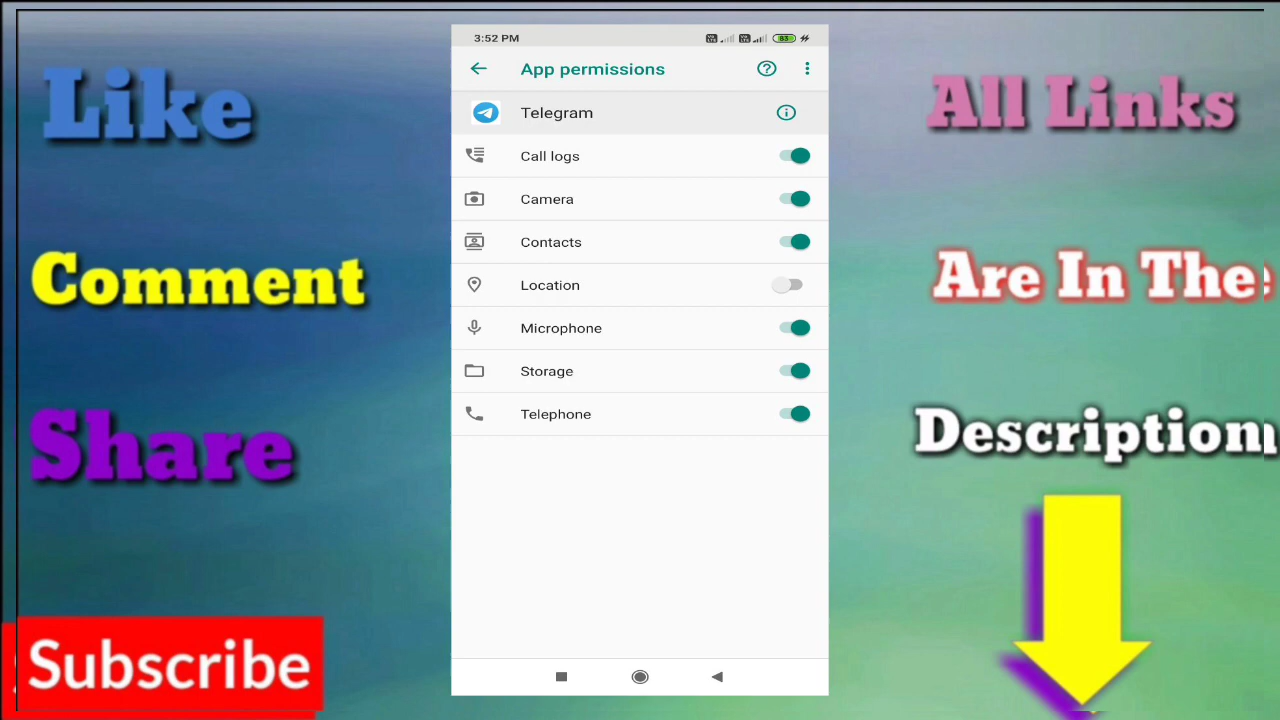 Like
Comment
Share
Subscribe
3:52 PM
83
App permissions
Telegram
Call logs
Camera
Contacts
Location
Microphone
Storage
Telephone
All Links
Are In The
Description